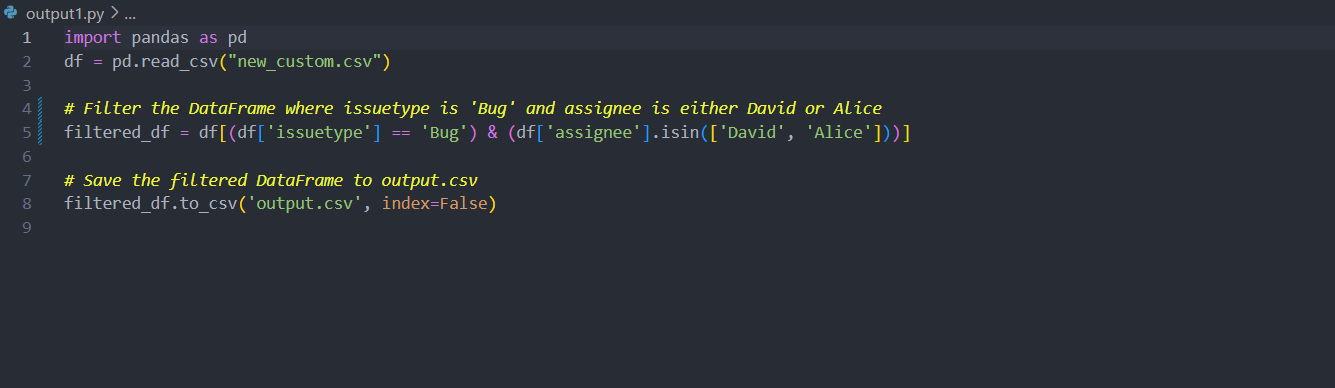 output1.py > ...
1 import pandas as pd
2 df = pd.read_csv("new_custom.csv")
3
4 # Filter the DataFrame where issuetype is 'Bug' and assignee is either David or Alice
5 filtered_df = df[(df['issuetype'] == 'Bug') & (df['assignee'].isin(['David', 'Alice']))]
6
7 # Save the filtered DataFrame to output.csv
8 filtered_df.to_csv('output.csv', index=False)
9